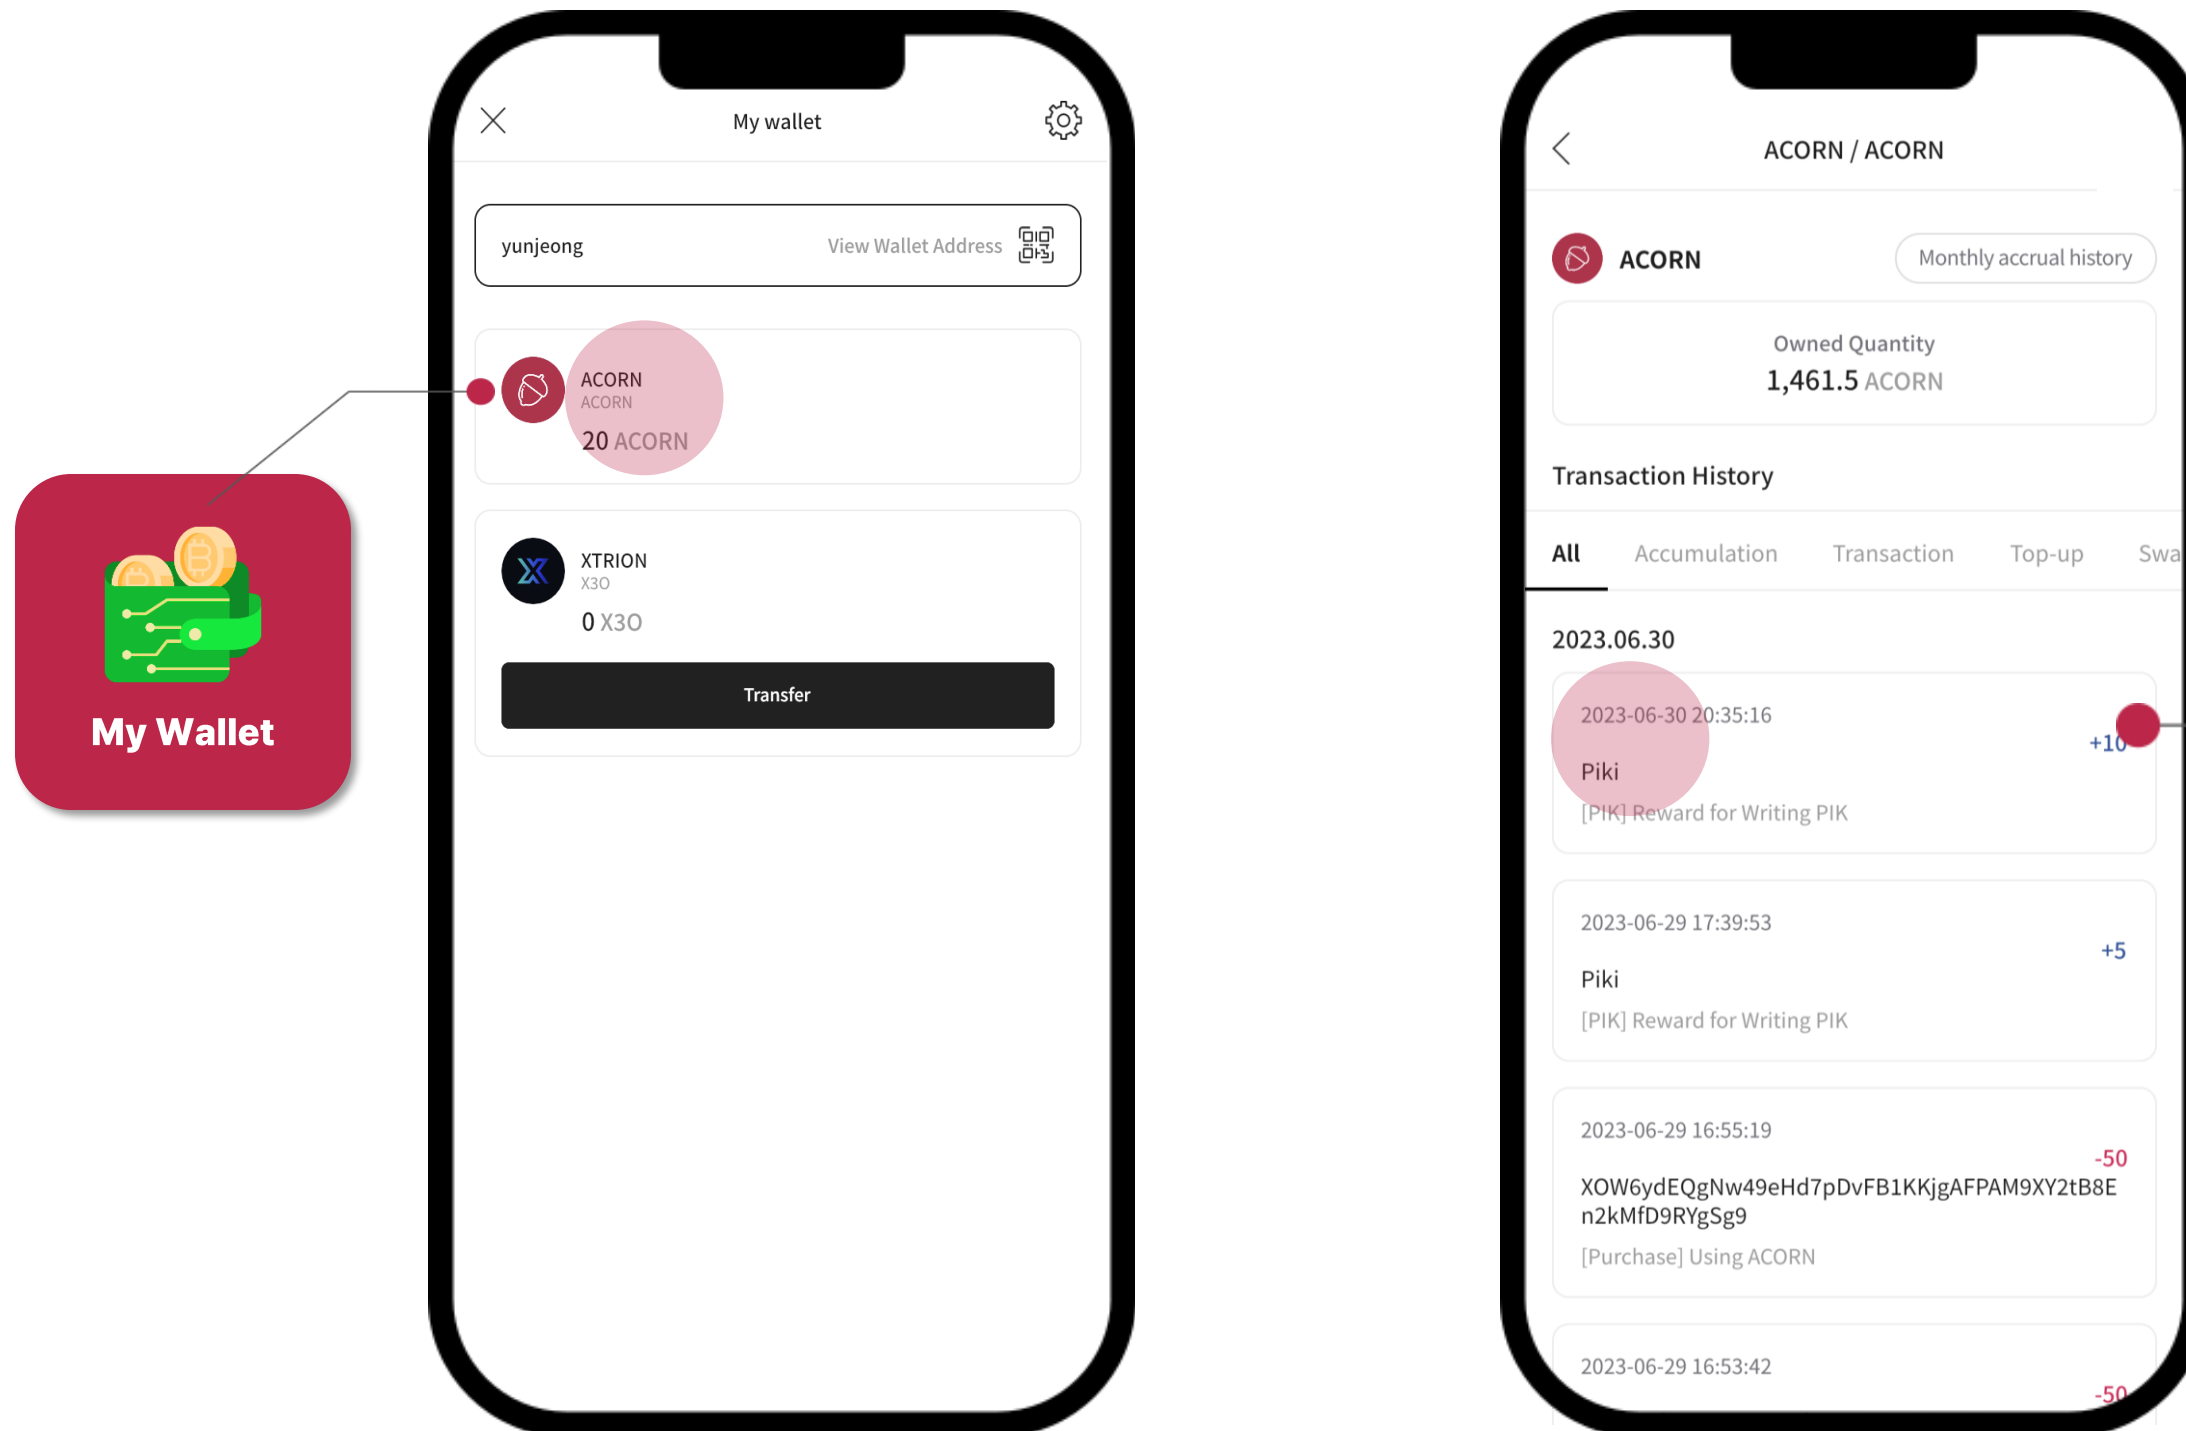 My Wallet
My wallet
yunjeong
View Wallet Address
ACORN
ACORN
20 ACORN
XTRION
X3O
0 X3O
Transfer
ACORN / ACORN
ACORN
Monthly accrual history
Owned Quantity
1,461.5 ACORN
Transaction History
All Accumulation Transaction Top-up Swa
2023.06.30
2023-06-30 20:35:16
+10
Piki
[PIK] Reward for Writing PIK
2023-06-29 17:39:53
+5
Piki
[PIK] Reward for Writing PIK
2023-06-29 16:55:19
-50
XOW6ydEQgNw49eHd7pDvFB1KKjgAFPAM9XY2tB8E
n2kMfD9RYgSg9
[Purchase] Using ACORN
2023-06-29 16:53:42
-50